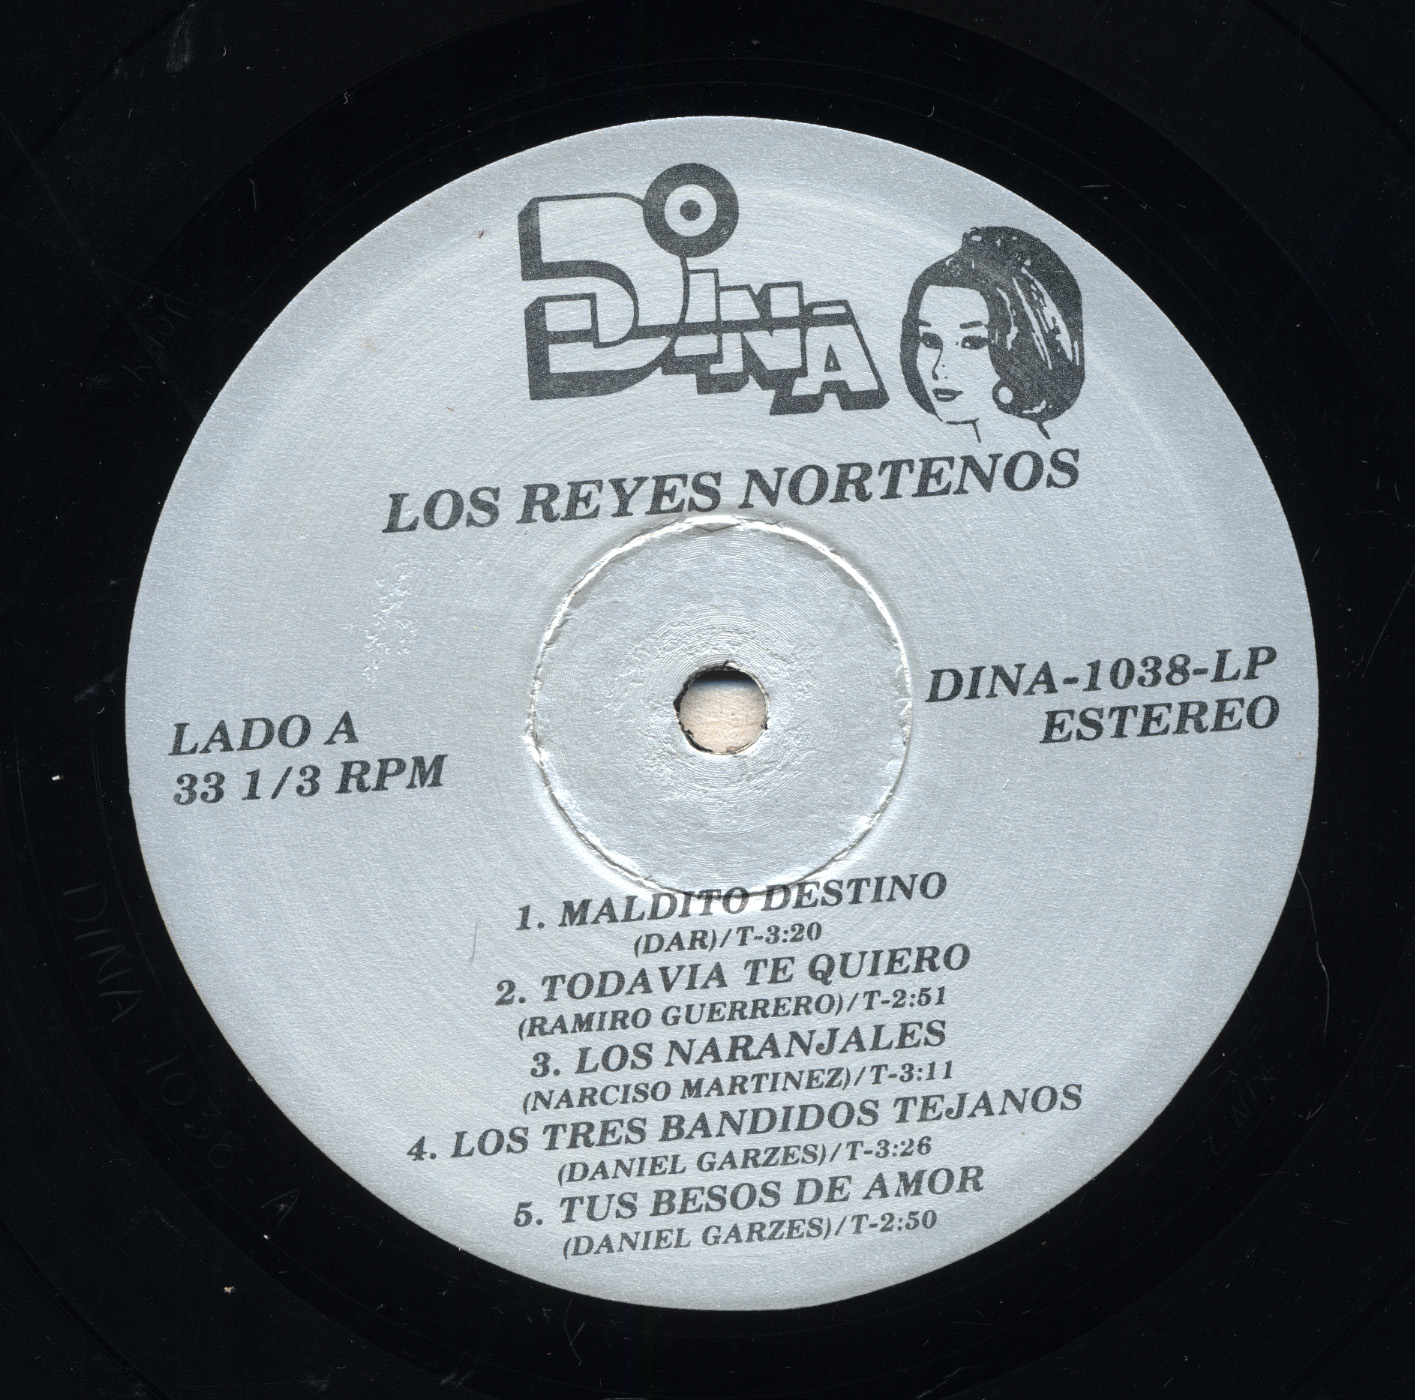 DINA
LOS REYES NORTENOS
DINA-1038-LP
ESTEREO
LADO A
33 1/3 RPM
1. MALDITO DESTINO
(DAR)/T-3:20
2. TODAVIA TE QUIERO
(RAMIRO GUERRERO)/T-2:51
3. LOS NARANJALES
(NARCISO MARTINEZ)/T-3:11
4. LOS TRES BANDIDOS TEJANOS
(DANIEL GARZES)/T-3:26
5. TUS BESOS DE AMOR
(DANIEL GARZES)/T-2:50
DINA 1038-A